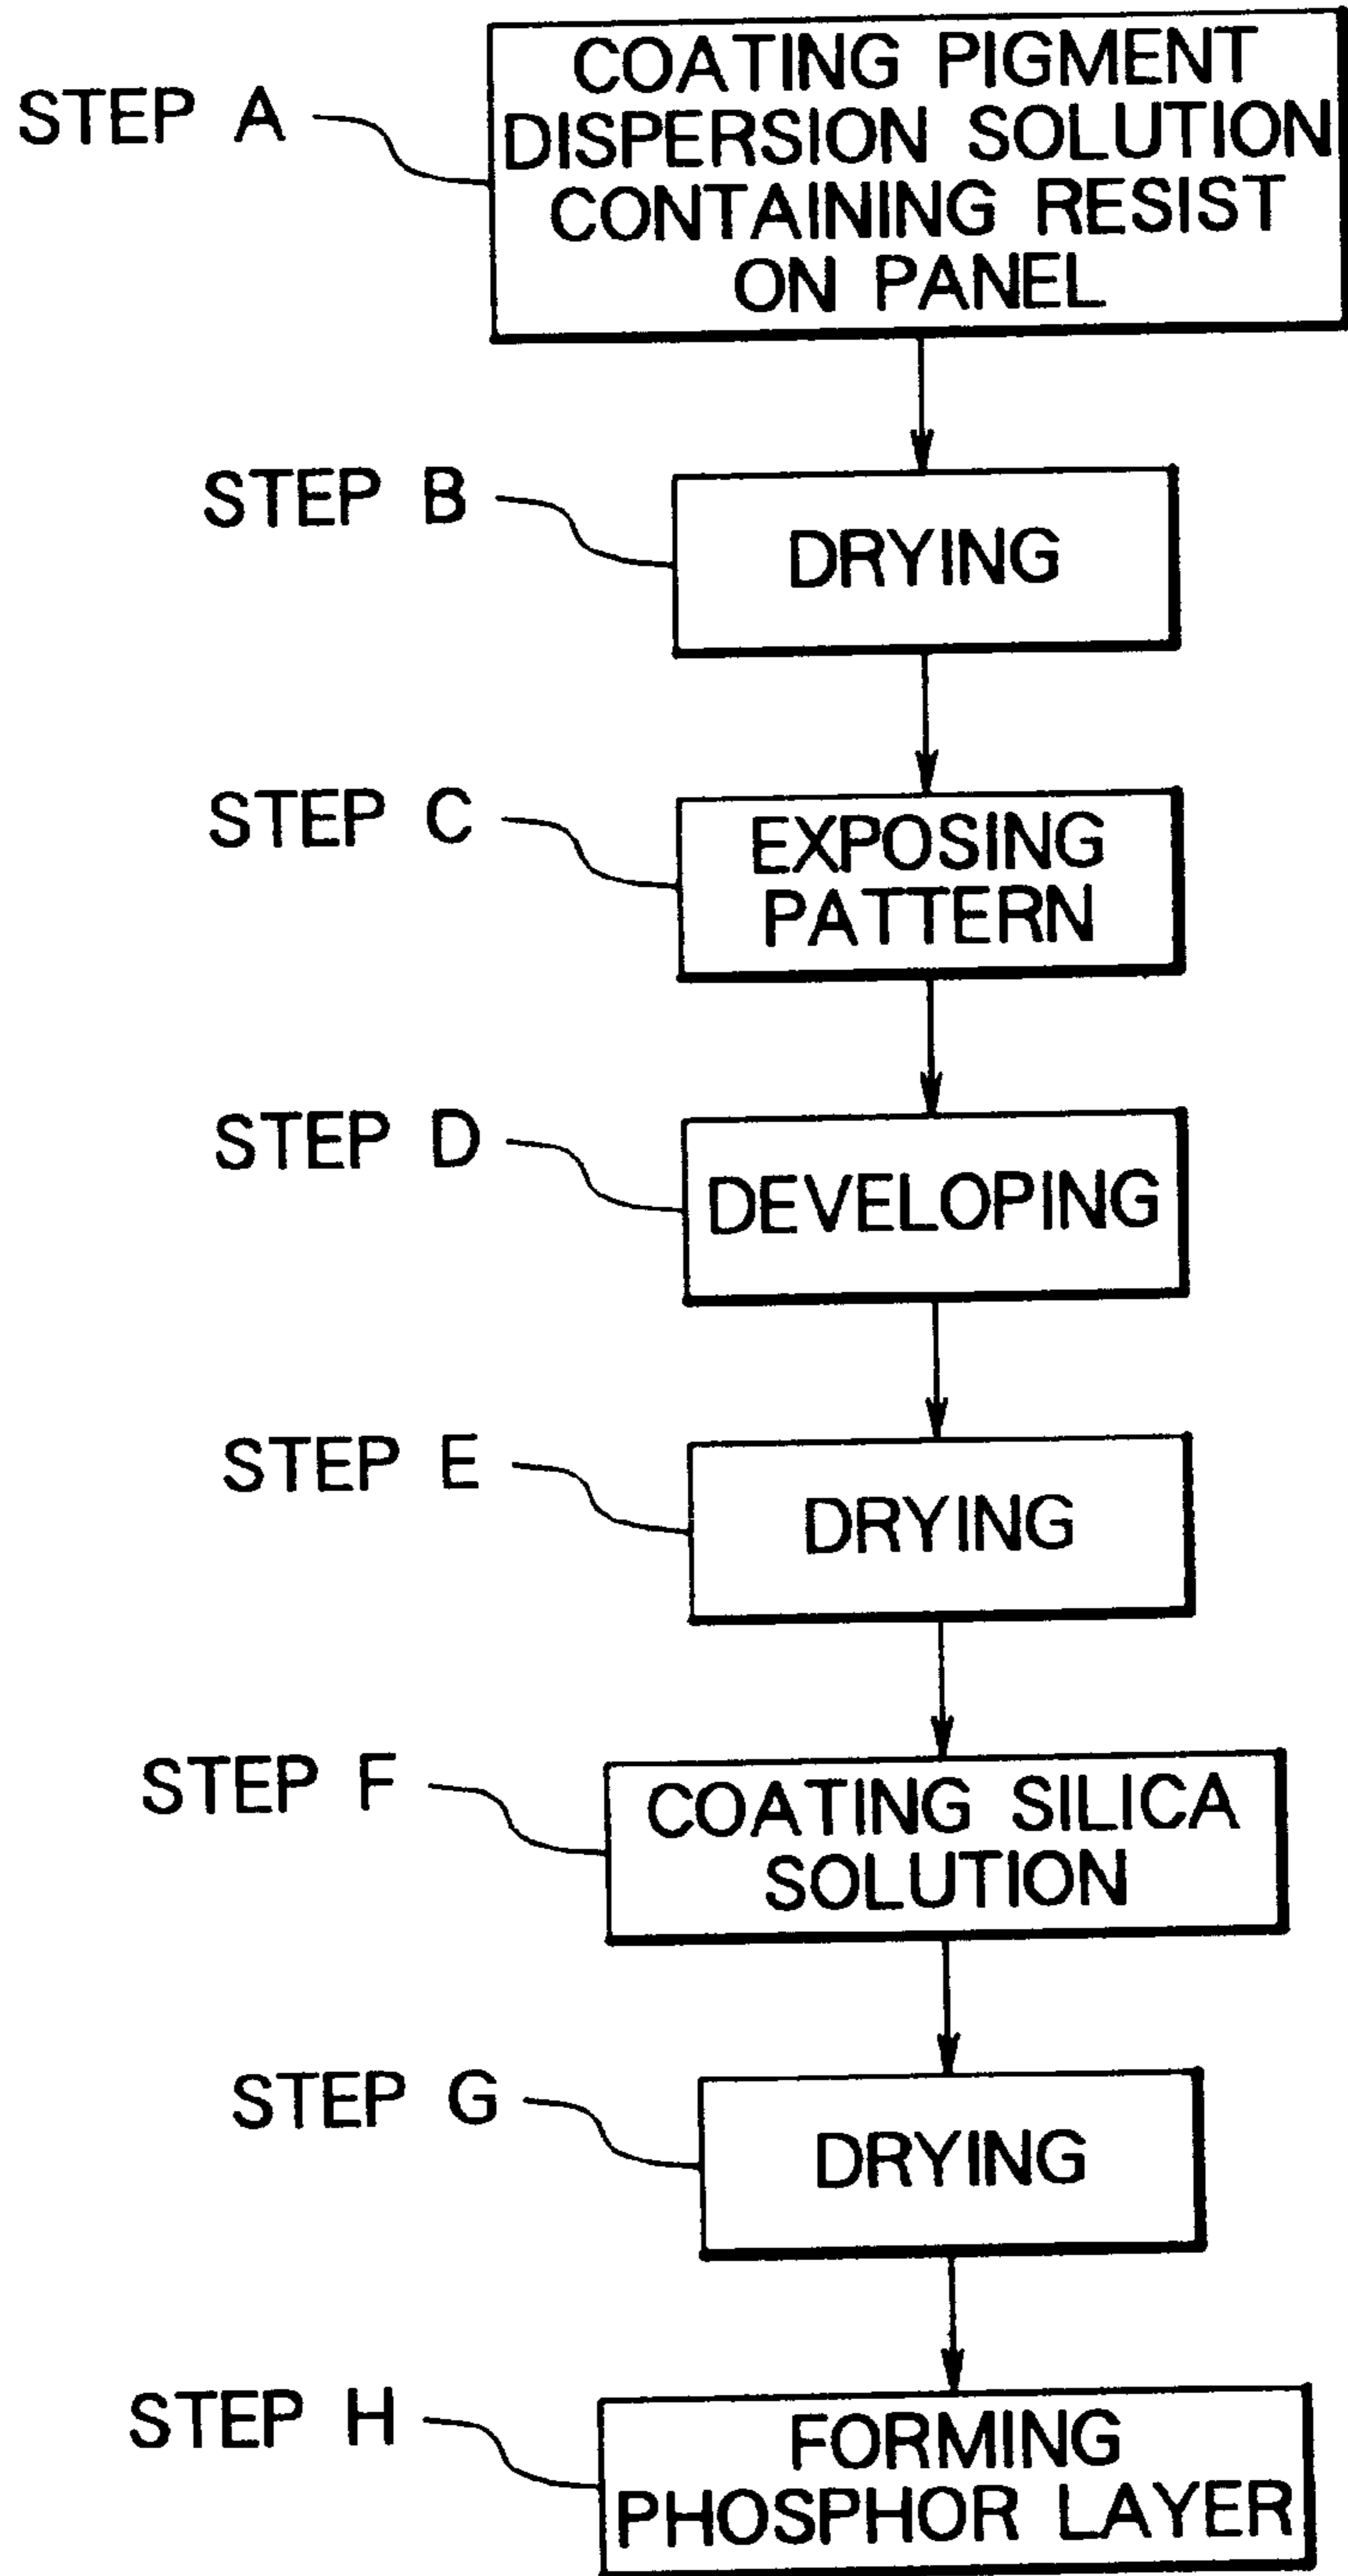 STEP A
COATING PIGMENT
DISPERSION SOLUTION
CONTAINING RESIST
ON PANEL
STEP B
DRYING
STEP C
EXPOSING
PATTERN
STEP D
DEVELOPING
STEP E
DRYING
STEP F
COATING SILICA
SOLUTION
STEP G
DRYING
STEP H
FORMING
PHOSPHOR LAYER